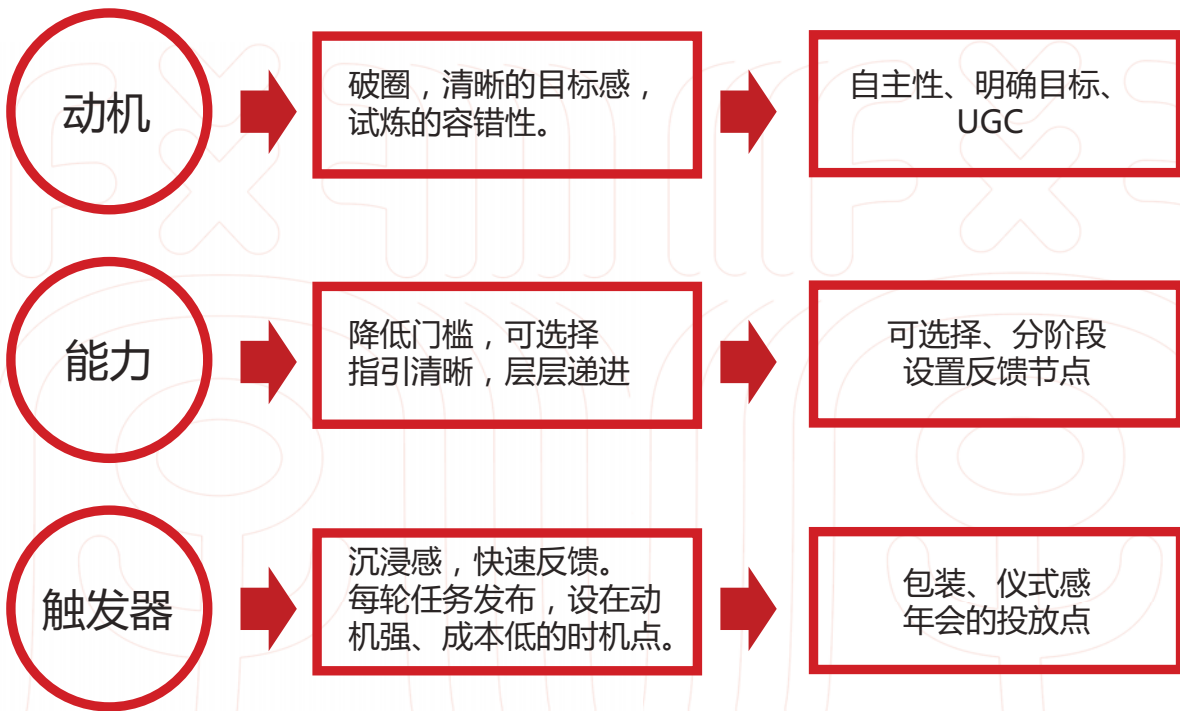 动机
破圈，清晰的目标感，
试炼的容错性。
自主性、明确目标、
UGC
能力
降低门槛，可选择
指引清晰，层层递进
可选择、分阶段
设置反馈节点
触发器
沉浸感，快速反馈。
每轮任务发布，设在动
机强、成本低的时机点。
包装、仪式感
年会的投放点